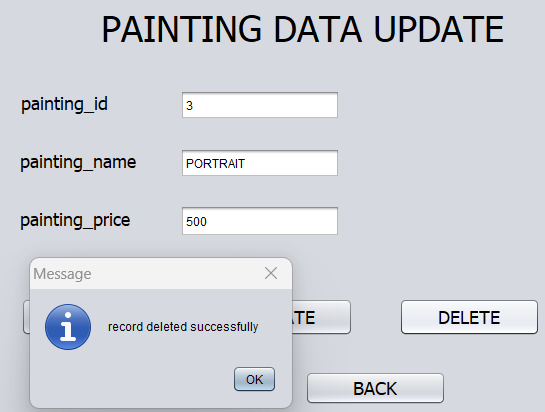 PAINTING DATA UPDATE
painting_id
3
painting_name
PORTRAIT
painting_price
500
Message
record deleted successfully
OK
DELETE
BACK